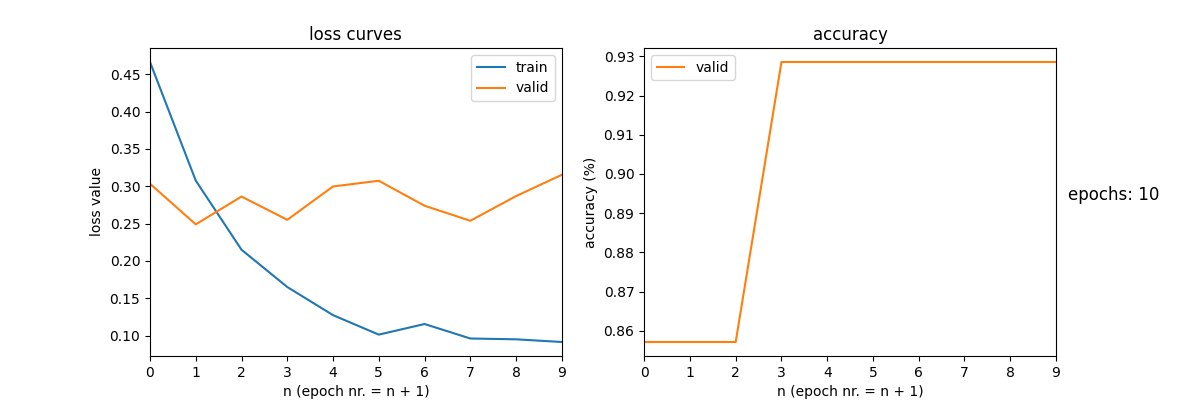 loss curves
0.45
0.40
0.35
0.30
0.25
0.20
0.15
0.10
loss value
train
valid
0 1 2 3 4 5 6 7 8 9
n (epoch nr. = n + 1)
accuracy
0.93
0.92
0.91
0.90
0.89
0.88
0.87
0.86
accuracy (%)
valid
0 1 2 3 4 5 6 7 8 9
n (epoch nr. = n + 1)
epochs: 10